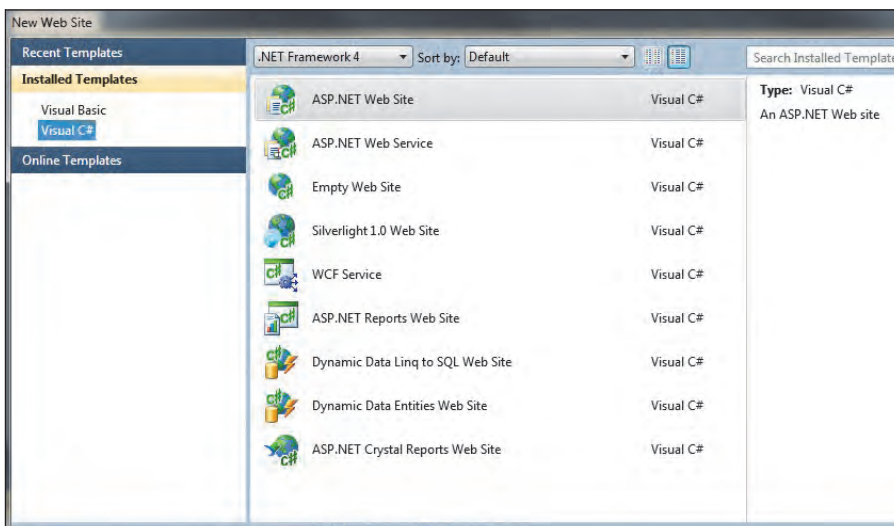 New Web Site
Recent Templates
Installed Templates
Visual Basic
Visual C#
Online Templates
.NET Framework 4 Sort by: Default
Search Installed Template
ASP.NET Web Site Visual C#
ASP.NET Web Service Visual C#
Empty Web Site Visual C#
Silverlight 1.0 Web Site Visual C#
WCF Service Visual C#
ASP.NET Reports Web Site Visual C#
Dynamic Data Linq to SQL Web Site Visual C#
Dynamic Data Entities Web Site Visual C#
ASP.NET Crystal Reports Web Site Visual C#
Type: Visual C#
An ASP.NET Web site